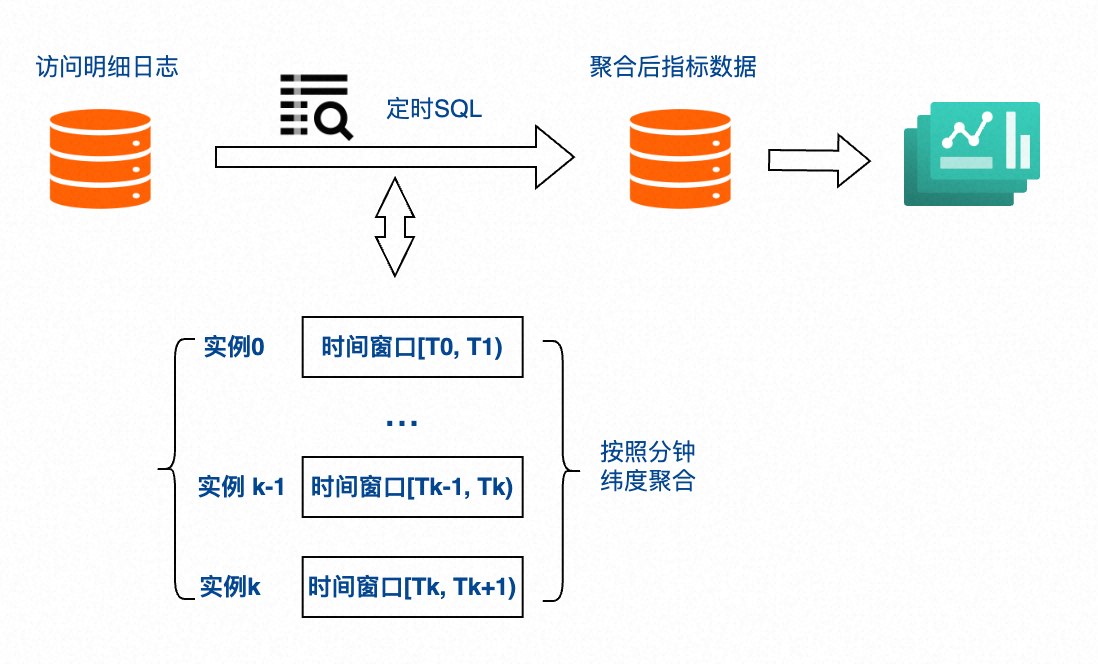 访问明细日志
定时SQL
聚合后指标数据
实例0
时间窗口[T0, T1)
...
实例 k-1
时间窗口[Tk-1, Tk)
按照分钟
纬度聚合
实例k
时间窗口[Tk, Tk+1)